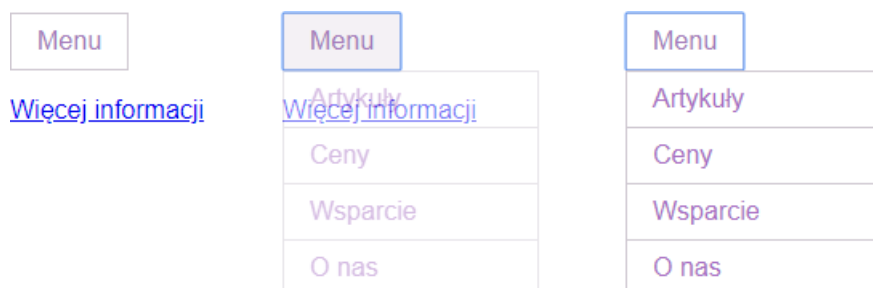 Menu
Więcej informacji
Menu
Artykuły
Więcej informacji
Ceny
Wsparcie
O nas
Menu
Artykuły
Ceny
Wsparcie
O nas